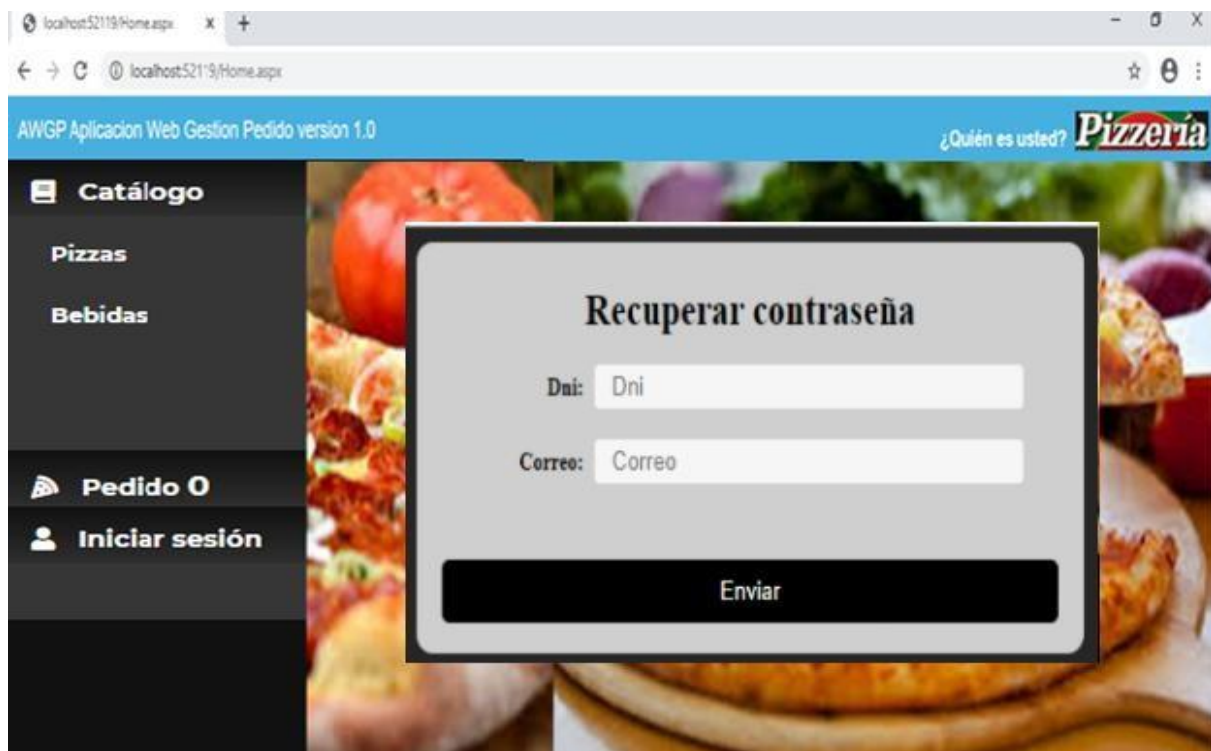 localhost:52119/Home.aspx
localhost:52119/Home.aspx
AWGP Aplicacion Web Gestion Pedido version 1.0
¿Quién es usted? Pizzería
Catálogo
Pizzas
Bebidas
Pedido 0
Iniciar sesión
Recuperar contraseña
Dni: Dni
Correo: Correo
Enviar